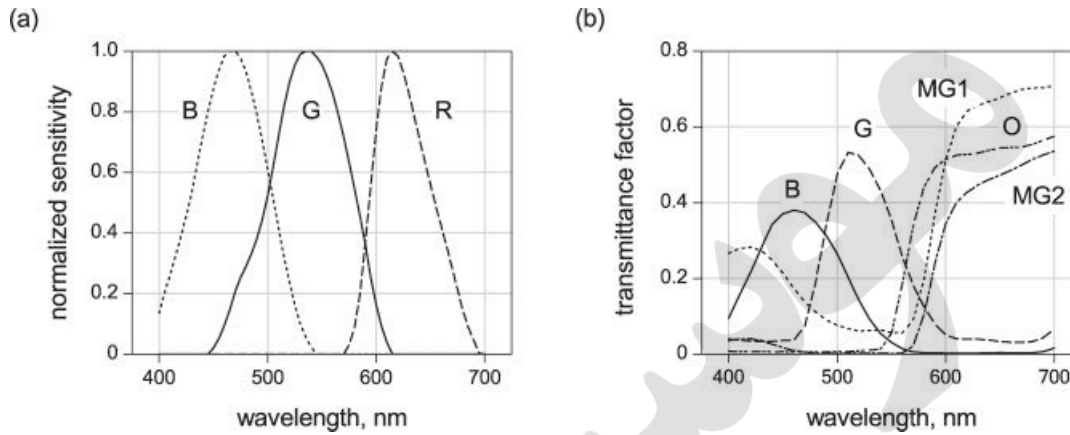 (a)
normalized sensitivity
1.0
0.8
0.6
0.4
0.2
0
B
G
R
400
500
600
700
wavelength, nm
(b)
transmittance factor
0.8
0.6
0.4
0.2
0
MG1
G
O
B
MG2
400
500
600
700
wavelength, nm